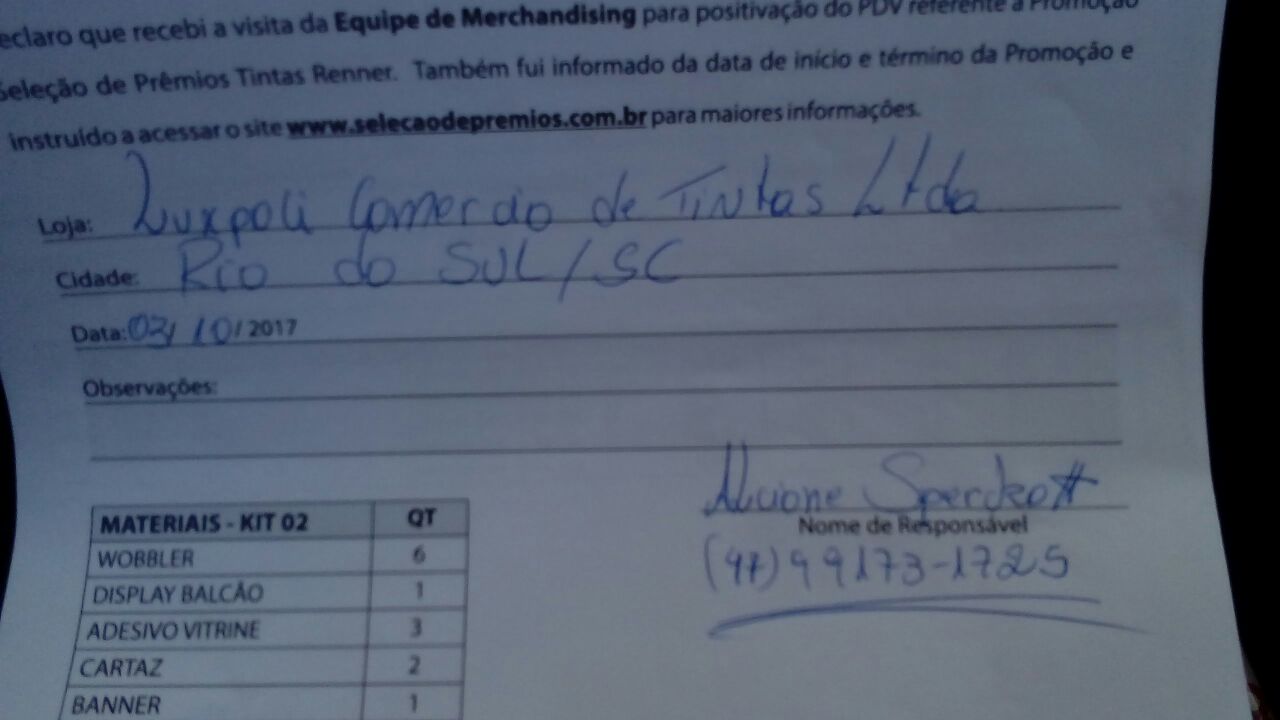 eclaro que recebi a visita da Equipe de Merchandising para positivação do PDV referente a Promoção
Seleção de Prêmios Tintas Renner. Também fui informado da data de início e término da Promoção e
instruído a acessar o site www.selecaodepremios.com.br para maiores informações.
Loja: Luxpoli Comercio de Tintas Ltda
Cidade: Rio do SUL/SC
Data: 03/10/2017
Observações:
MATERIAIS - KIT 02 QT
WOBBLER 6
DISPLAY BALCÃO 1
ADESIVO VITRINE 3
CARTAZ 2
BANNER 1
Alcione
Nome de Responsável
(47) 99173-1725